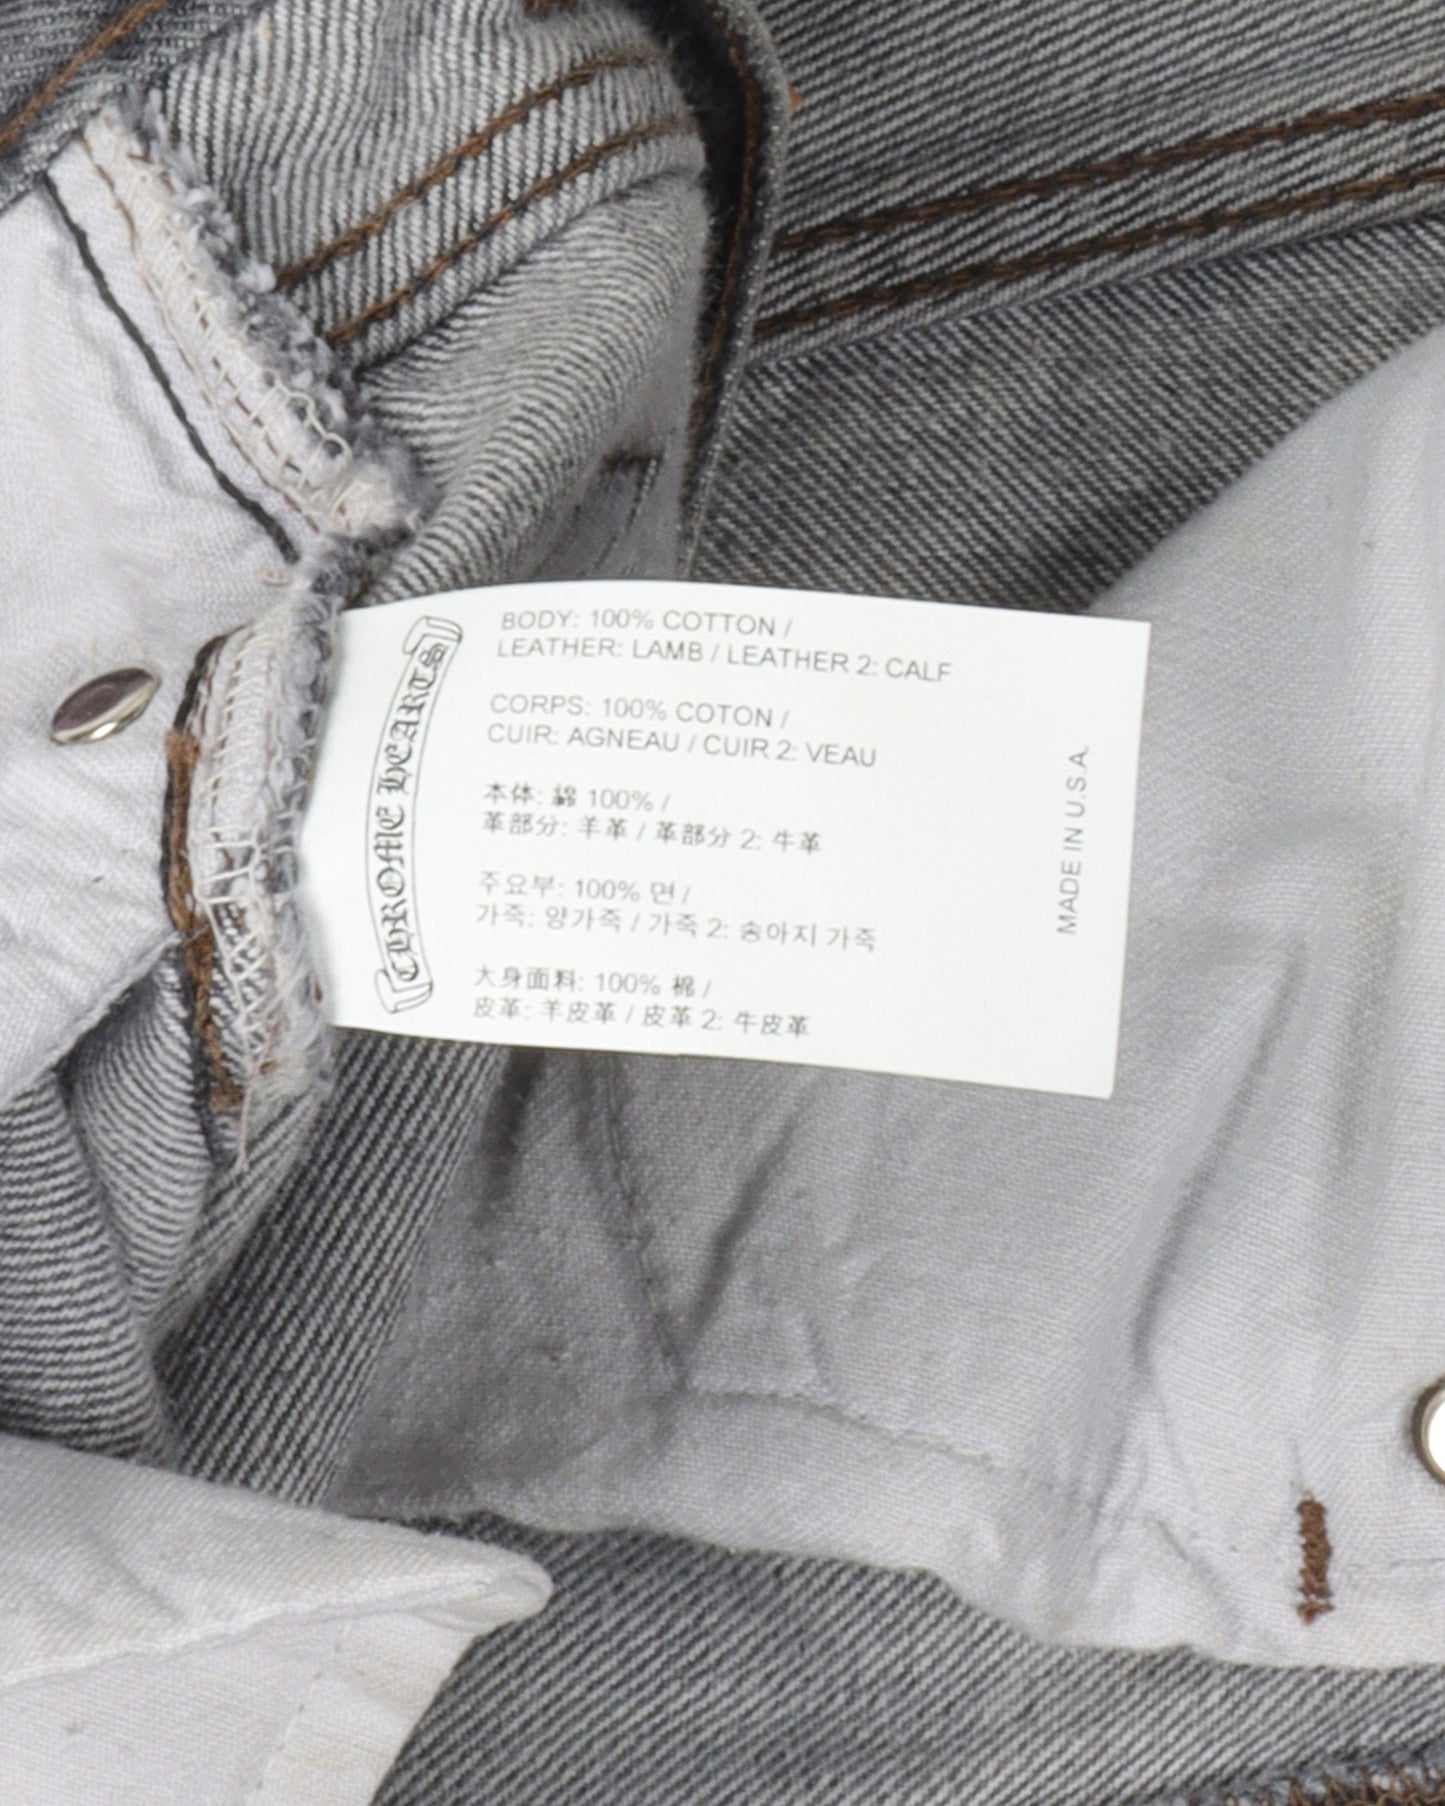 CHROME HEARTS
BODY: 100% COTTON /
LEATHER: LAMB / LEATHER 2: CALF
CORPS: 100% COTON /
CUIR: AGNEAU / CUIR 2: VEAU
本体: 綿 100% /
革部分: 羊革 / 革部分 2: 牛革
주요부: 100% 면 /
가죽: 양가죽 / 가죽 2: 송아지 가죽
大身面料: 100% 棉 /
皮革: 羊皮革 / 皮革 2: 牛皮革
MADE IN U.S.A.